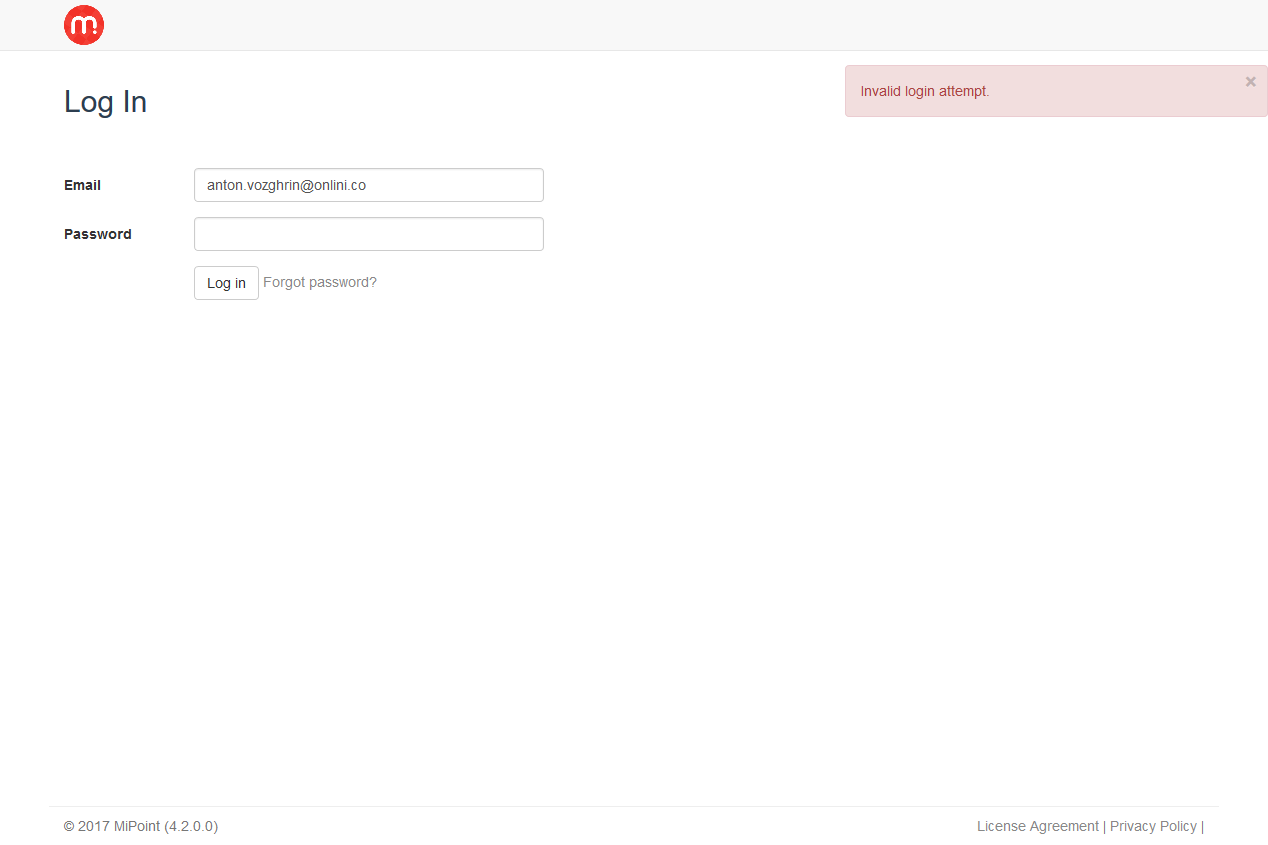 m
Log In
Invalid login attempt.
×
Email
anton.vozghrin@onlini.co
Password
Log in Forgot password?
© 2017 MiPoint (4.2.0.0)
License Agreement | Privacy Policy |